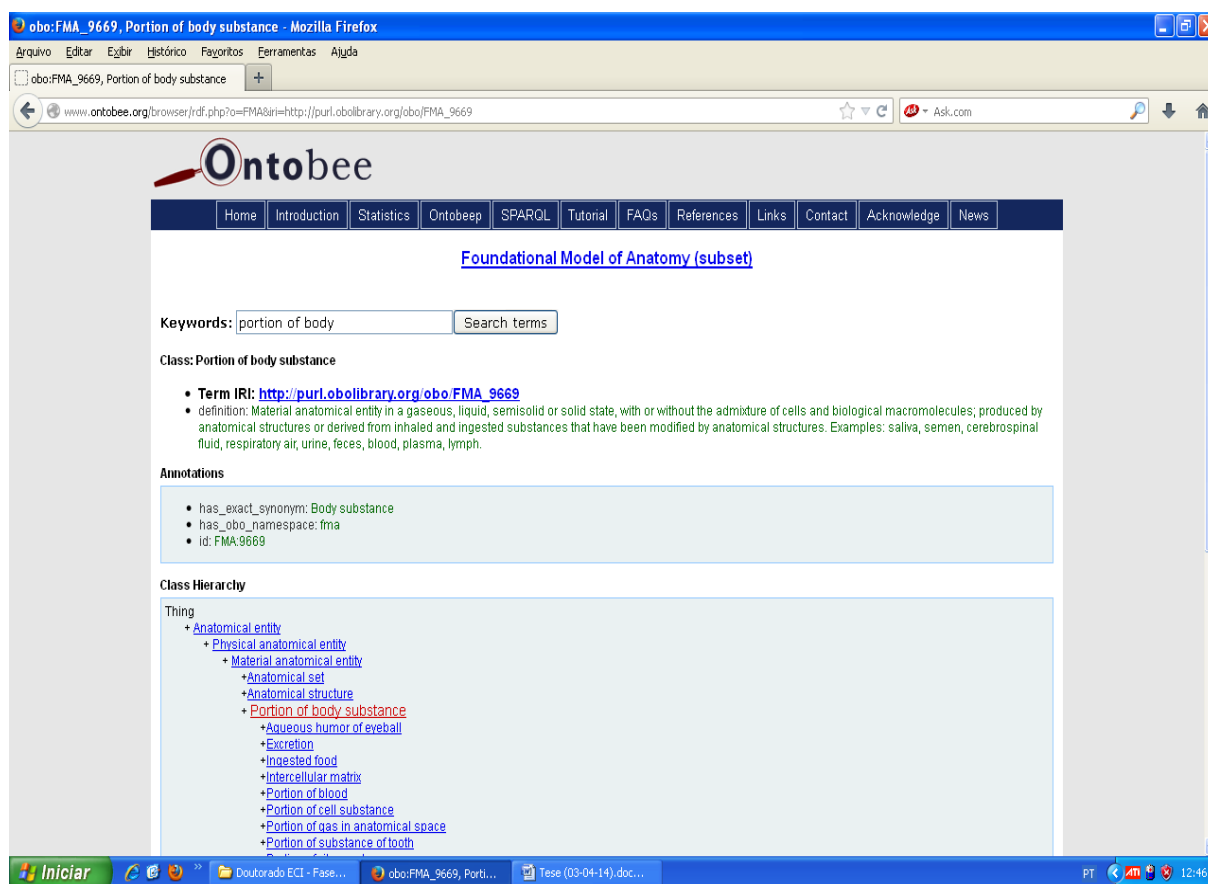 obo:FMA_9669, Portion of body substance - Mozilla Firefox
Arquivo Editar Exibir Histórico Favoritos Ferramentas Ajuda
obo:FMA_9669, Portion of body substance +
www.ontobee.org/browser/rdf.php?o=FMA&iri=http://purl.obolibrary.org/obo/FMA_9669 Ask.com
Ontobee
Home Introduction Statistics Ontobeep SPARQL Tutorial FAQs References Links Contact Acknowledge News
Foundational Model of Anatomy (subset)
Keywords: portion of body Search terms
Class: Portion of body substance
• Term IRI: http://purl.obolibrary.org/obo/FMA_9669
• definition: Material anatomical entity in a gaseous, liquid, semisolid or solid state, with or without the admixture of cells and biological macromolecules; produced by
anatomical structures or derived from inhaled and ingested substances that have been modified by anatomical structures. Examples: saliva, semen, cerebrospinal
fluid, respiratory air, urine, feces, blood, plasma, lymph.
Annotations
• has_exact_synonym: Body substance
• has_obo_namespace: fma
• id: FMA:9669
Class Hierarchy
Thing
+ Anatomical entity
+ Physical anatomical entity
+ Material anatomical entity
+Anatomical set
+Anatomical structure
+ Portion of body substance
+Aqueous humor of eyeball
+Excretion
+Ingested food
+Intercellular matrix
+Portion of blood
+Portion of cell substance
+Portion of gas in anatomical space
+Portion of substance of tooth
Iniciar » Doutorado ECI - Fase... obo:FMA_9669, Porti... Tese (03-04-14).doc... PT 12:46